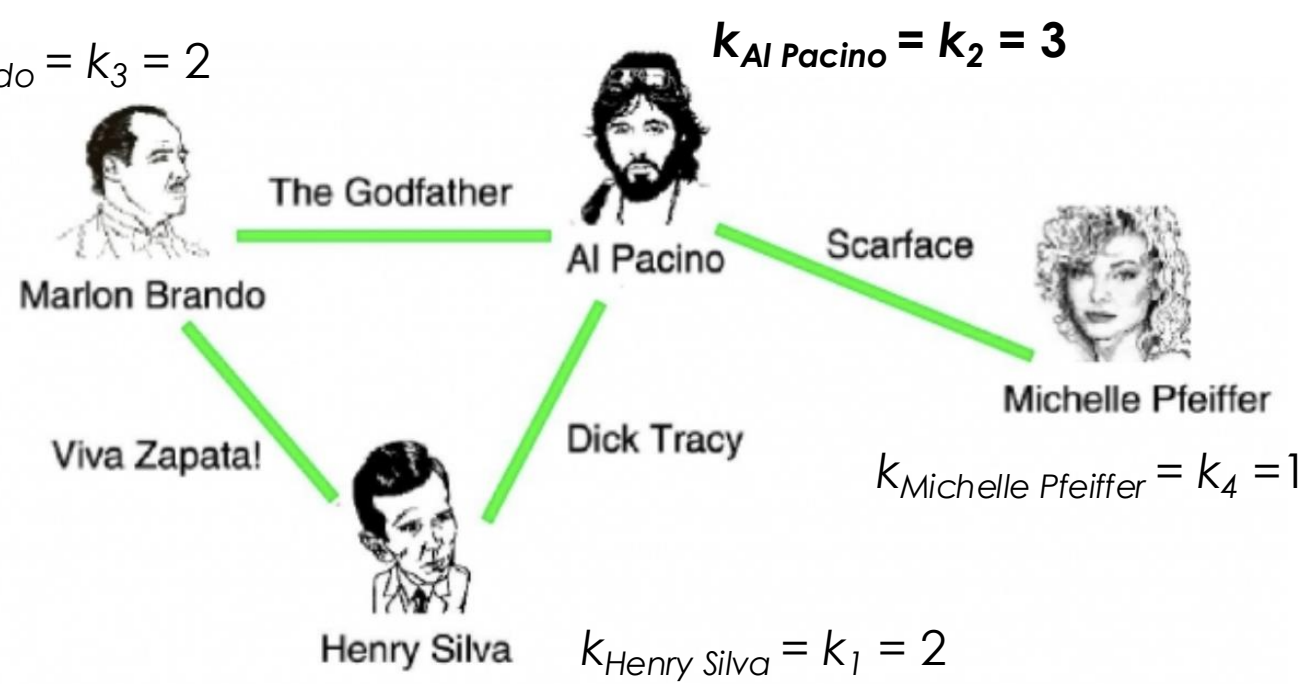 do = k3 = 2
kAl Pacino = k2 = 3
The Godfather
Al Pacino
Scarface
Marlon Brando
Michelle Pfeiffer
Viva Zapata!
Dick Tracy
kMichelle Pfeiffer = k4 =1
Henry Silva
kHenry Silva = k1 = 2